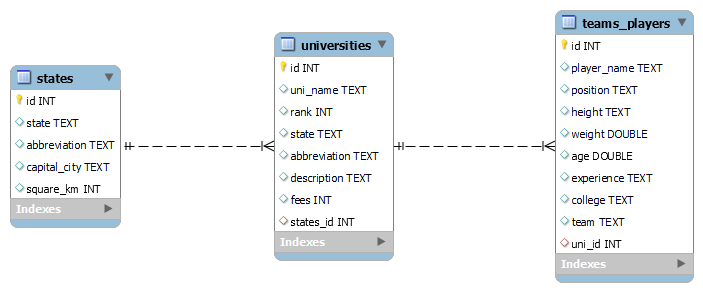 states
id INT
state TEXT
abbreviation TEXT
capital_city TEXT
square_km INT
Indexes
universities
id INT
uni_name TEXT
rank INT
state TEXT
abbreviation TEXT
description TEXT
fees INT
states_id INT
Indexes
teams_players
id INT
player_name TEXT
position TEXT
height TEXT
weight DOUBLE
age DOUBLE
experience TEXT
college TEXT
team TEXT
uni_id INT
Indexes